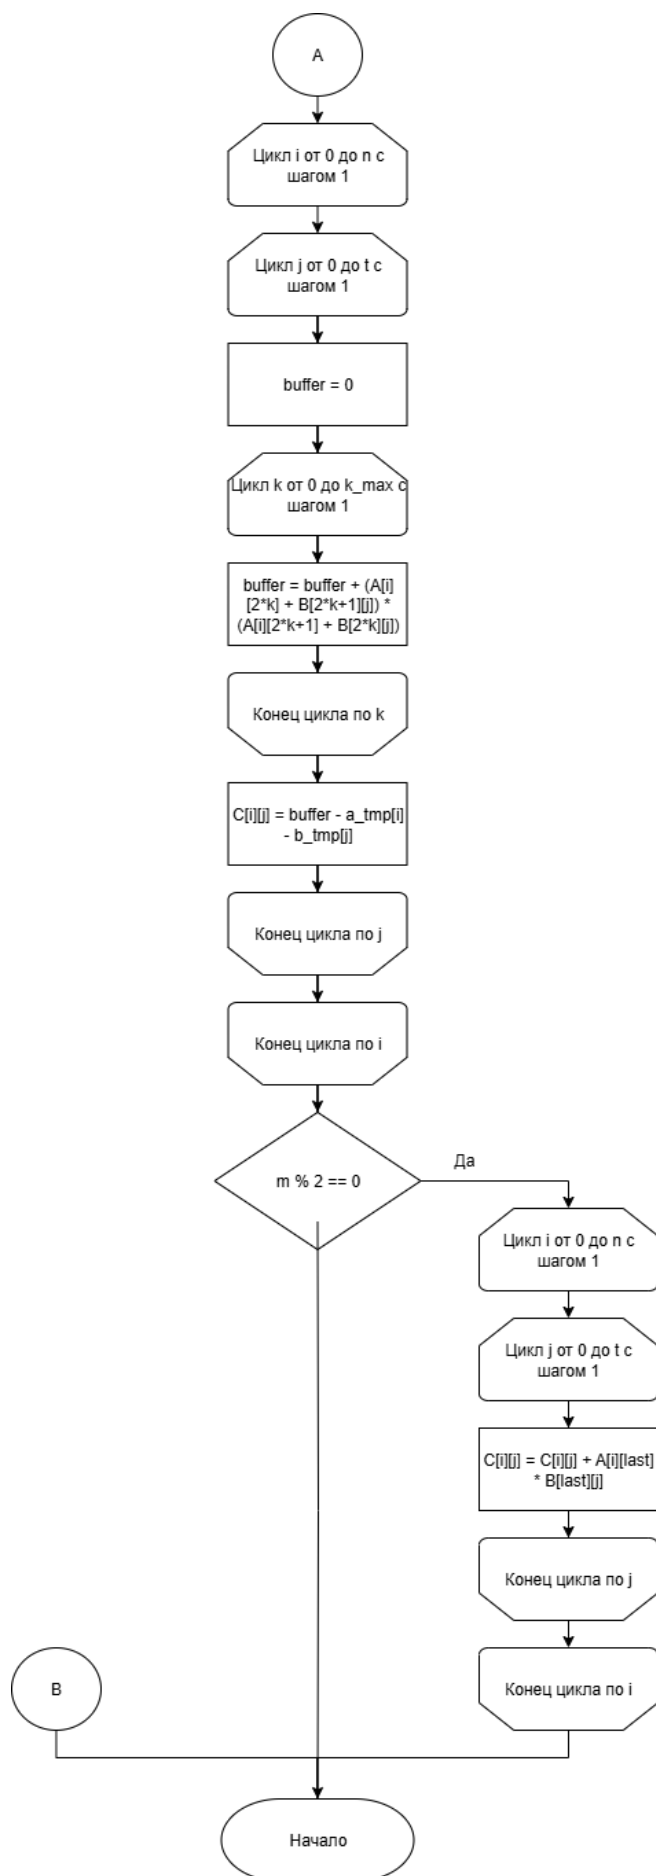 A
Цикл i от 0 до n с
шагом 1
Цикл j от 0 до t с
шагом 1
buffer = 0
Цикл k от 0 до k_max с
шагом 1
buffer = buffer + (A[i]
[2*k] + B[2*k+1][j]) *
(A[i][2*k+1] + B[2*k][j])
Конец цикла по k
C[i][j] = buffer - a_tmp[i]
- b_tmp[j]
Конец цикла по j
Конец цикла по i
m % 2 == 0
Да
Цикл i от 0 до n с
шагом 1
Цикл j от 0 до t с
шагом 1
C[i][j] = C[i][j] + A[i][last]
* B[last][j]
Конец цикла по j
Конец цикла по i
B
Начало